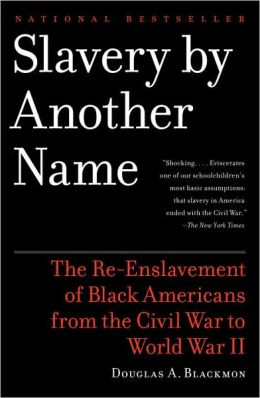 NATIONAL BESTSELLER
Slavery by
Another
Name
"Shocking. . . . Eviscerates
one of our schoolchildren's
most basic assumptions:
that slavery in America
ended with the Civil War."
—The New York Times
The Re-Enslavement
of Black Americans
from the Civil War to
World War II
DOUGLAS A. BLACKMON